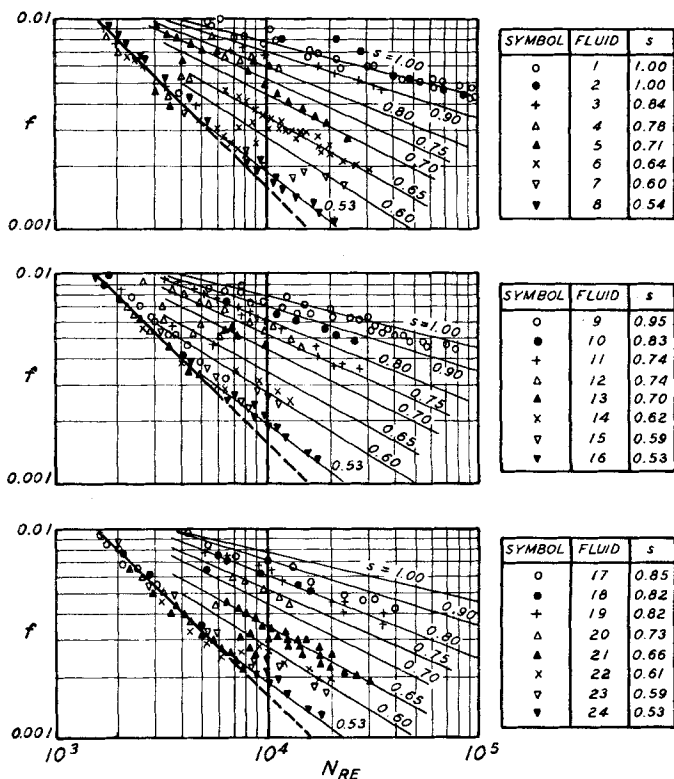 0.01
f
0.001
s = 1.00
0.90
0.80
0.75
0.70
0.65
0.60
0.53
SYMBOL FLUID s
○ 1 1.00
● 2 1.00
+ 3 0.84
△ 4 0.78
▲ 5 0.71
× 6 0.64
▽ 7 0.60
▼ 8 0.54
0.01
f
0.001
s = 1.00
0.90
0.80
0.75
0.70
0.65
0.60
0.53
SYMBOL FLUID s
○ 9 0.95
● 10 0.83
+ 11 0.74
△ 12 0.74
▲ 13 0.70
× 14 0.62
▽ 15 0.59
▼ 16 0.53
0.01
f
0.001
s = 1.00
0.90
0.80
0.75
0.70
0.65
0.60
0.53
SYMBOL FLUID s
○ 17 0.85
● 18 0.82
+ 19 0.82
△ 20 0.73
▲ 21 0.66
× 22 0.61
▽ 23 0.59
▼ 24 0.53
10³ 10⁴ 10⁵
N_RE